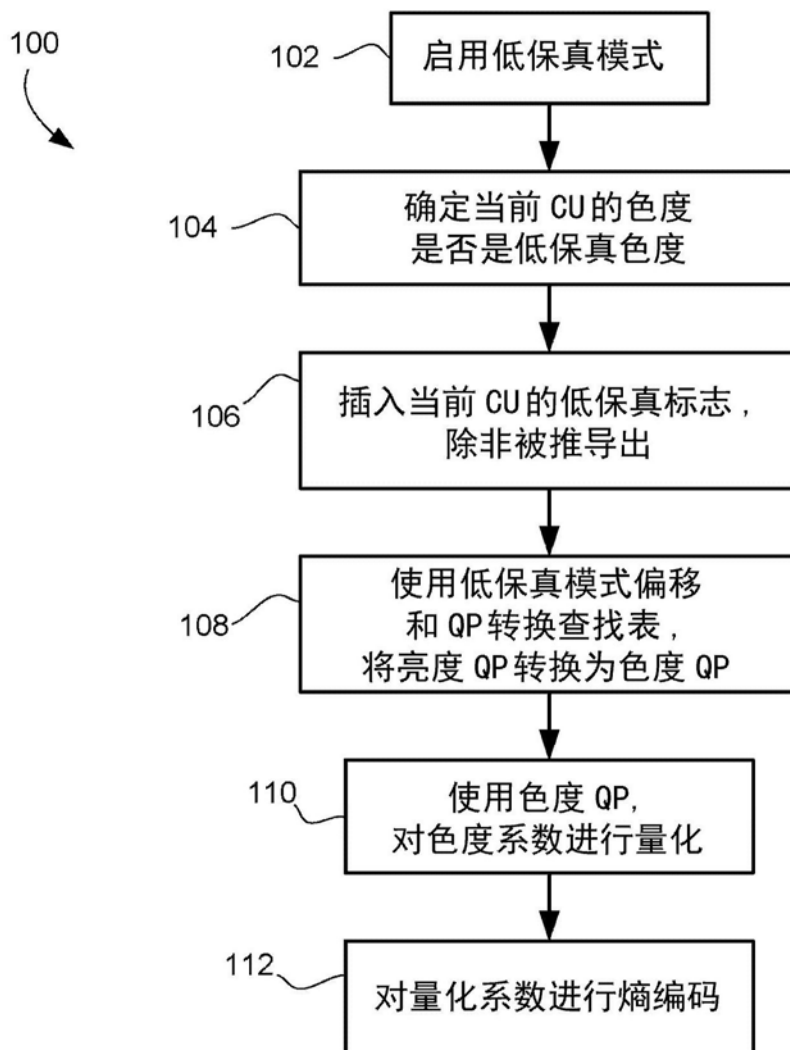 100
102
启用低保真模式
104
确定当前 CU 的色度
是否是低保真色度
106
插入当前 CU 的低保真标志,
除非被推导出
108
使用低保真模式偏移
和 QP 转换查找表,
将亮度 QP 转换为色度 QP
110
使用色度 QP,
对色度系数进行量化
112
对量化系数进行熵编码